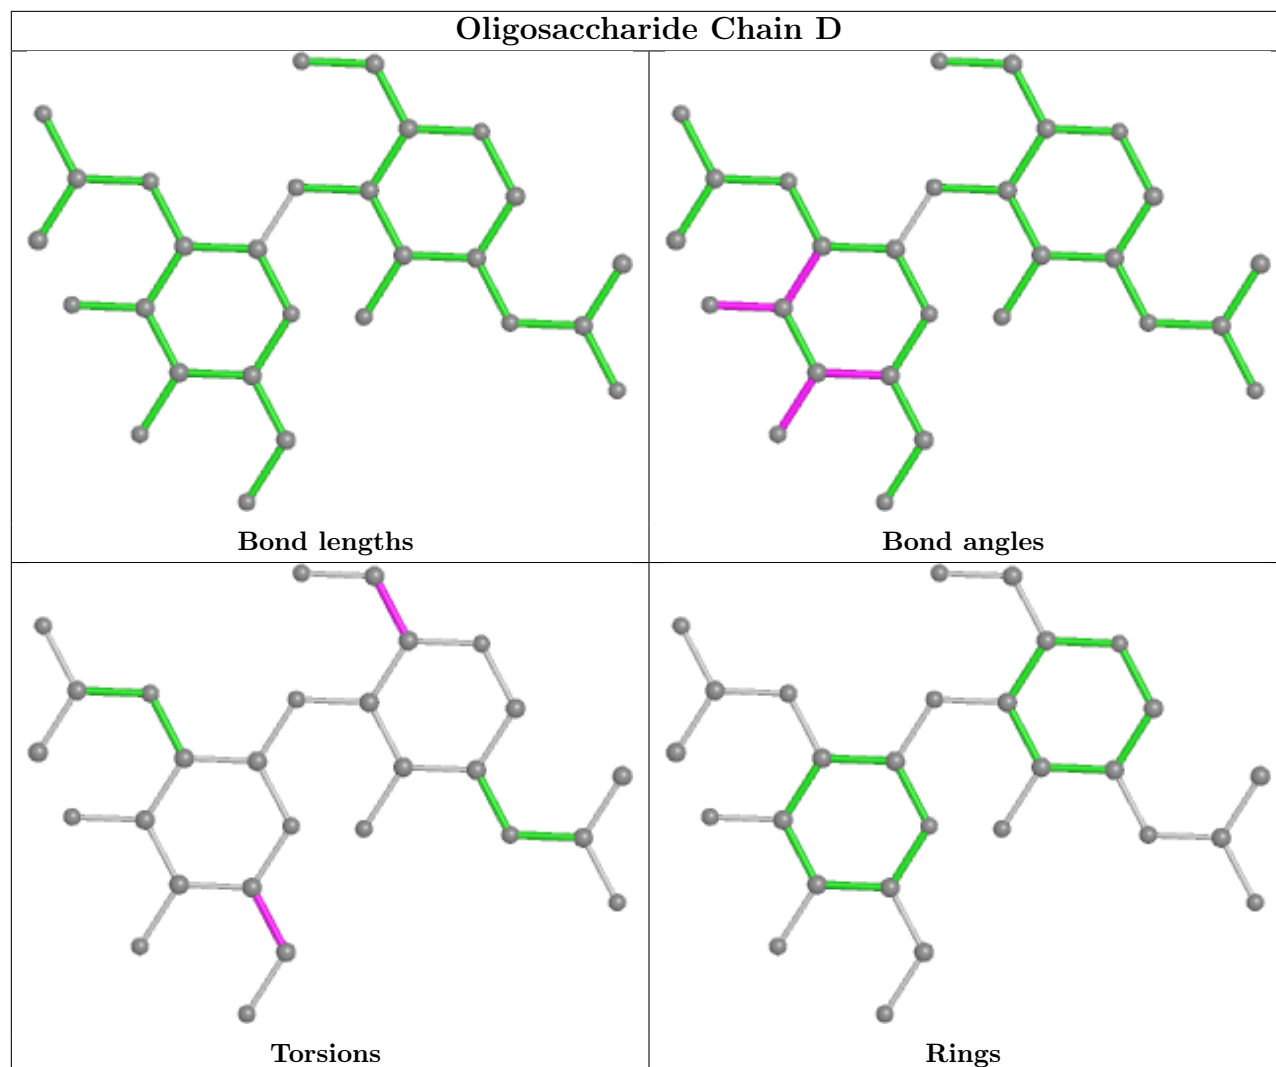 Oligosaccharide Chain D
Bond lengths
Bond angles
Torsions
Rings